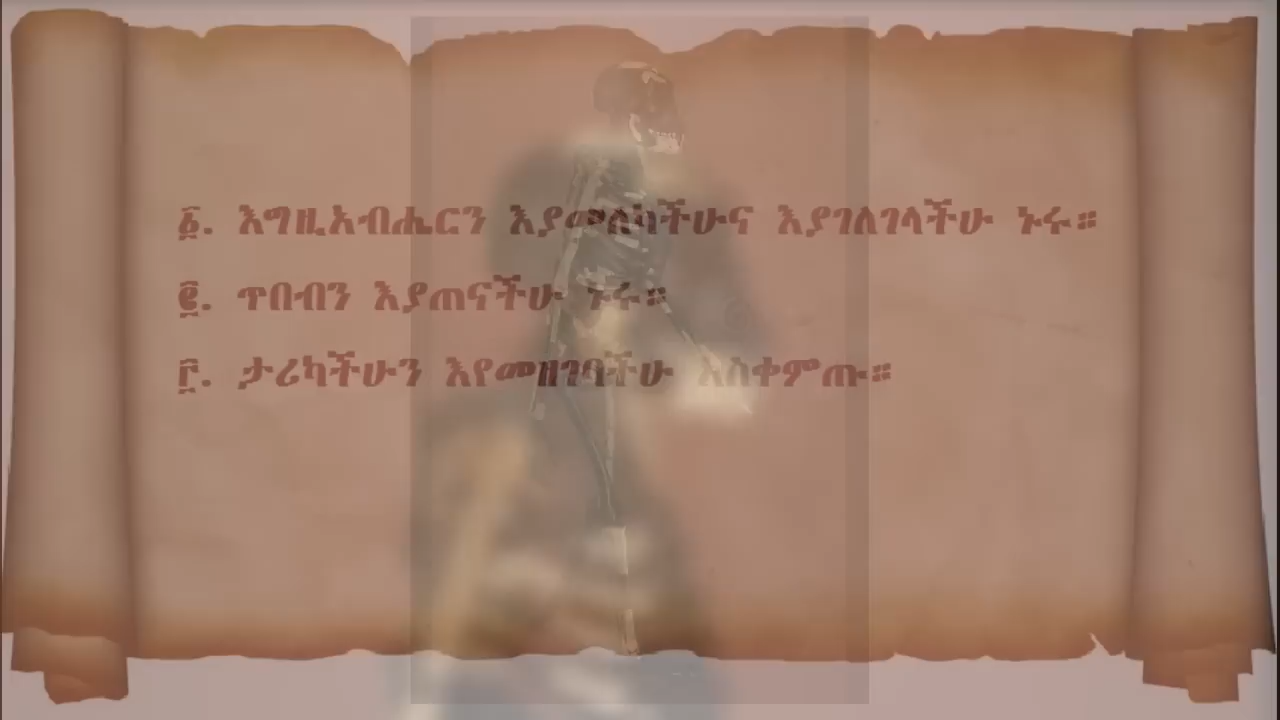 ፩. እግዚአብሔርን እያመለካችሁና እያገለገላችሁ ኑሩ።
፪. ጥበብን እያጠናችሁ ኑሩ።
፫. ታሪካችሁን እየመዘገባችሁ አስቀምጡ።